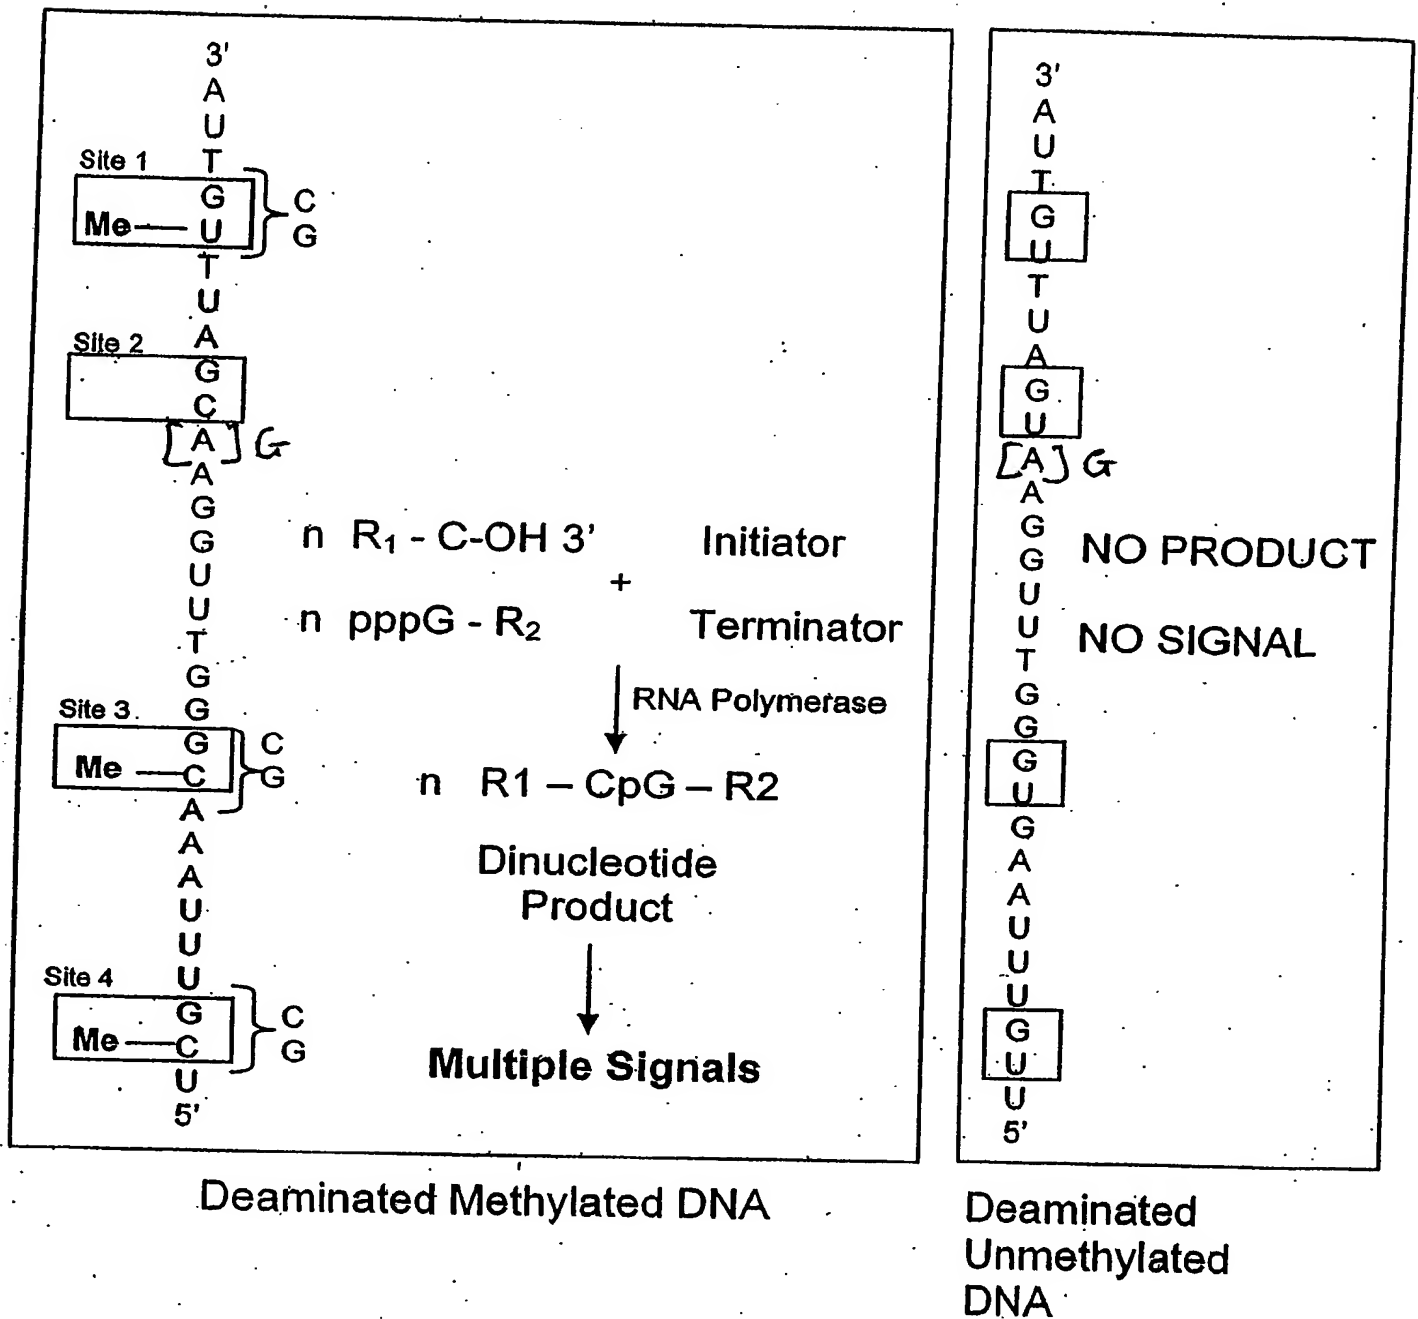 3'
A
U
Site 1
T
G
C
Me
U
G
T
U
A
Site 2
G
C
[A] G
A
G
G
U
U
T
G
G
Site 3
G
C
Me
C
G
A
A
A
U
U
U
Site 4
G
C
Me
C
G
U
5'
n R₁ - C-OH 3' Initiator
+
n pppG - R₂ Terminator
RNA Polymerase
n R1 – CpG – R2
Dinucleotide
Product
Multiple Signals
Deaminated Methylated DNA
3'
A
U
T
G
U
T
U
A
G
U
[A] G
A
G
G
U
U
T
G
G
G
U
G
A
A
U
U
U
G
U
U
5'
NO PRODUCT
NO SIGNAL
Deaminated
Unmethylated
DNA